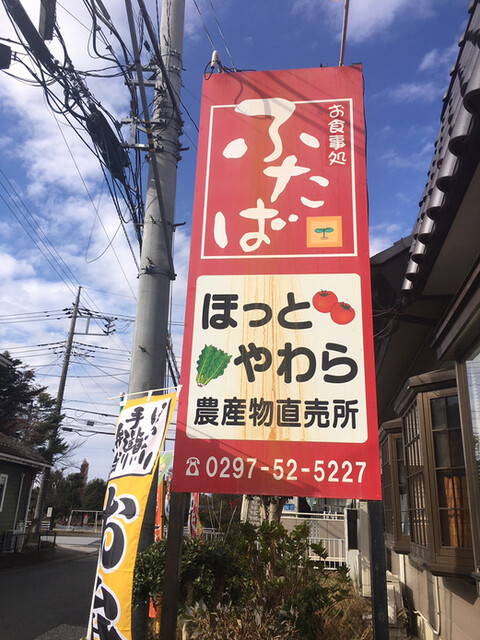 お食事処
ふたば
ほっと
やわら
農産物直売所
☎0297-52-5227
手